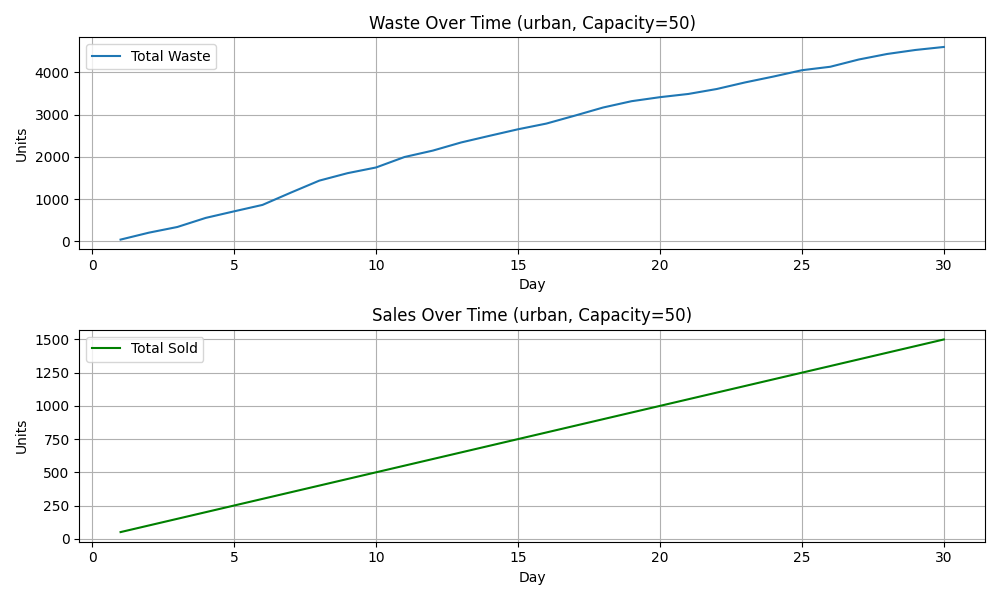 Waste Over Time (urban, Capacity=50)
Total Waste
Units
4000
3000
2000
1000
0
0 5 10 15 20 25 30
Day
Sales Over Time (urban, Capacity=50)
Total Sold
Units
1500
1250
1000
750
500
250
0
0 5 10 15 20 25 30
Day